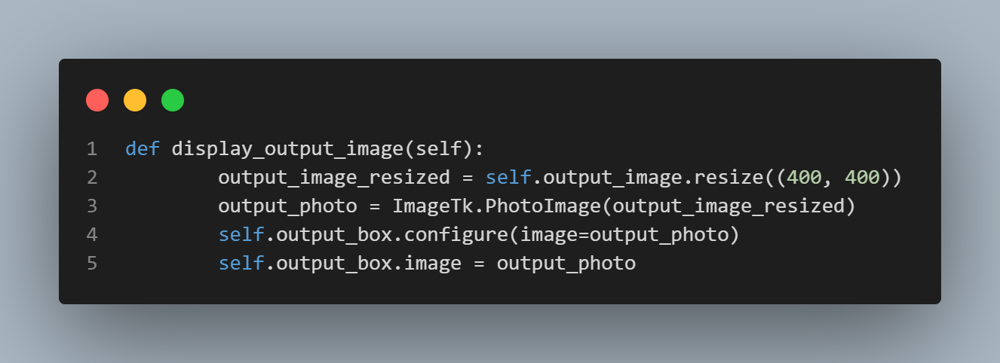 1 def display_output_image(self):
2         output_image_resized = self.output_image.resize((400, 400))
3         output_photo = ImageTk.PhotoImage(output_image_resized)
4         self.output_box.configure(image=output_photo)
5         self.output_box.image = output_photo